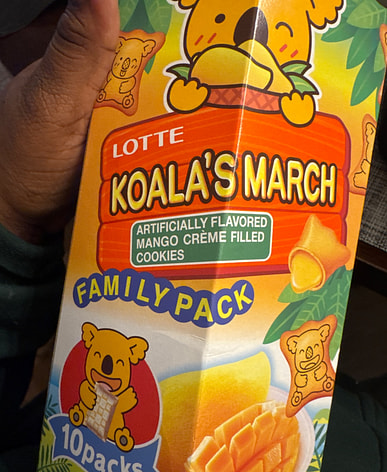 LOTTE
KOALA'S MARCH
ARTIFICIALLY FLAVORED
MANGO CRÈME FILLED
COOKIES
FAMILY PACK
10packs